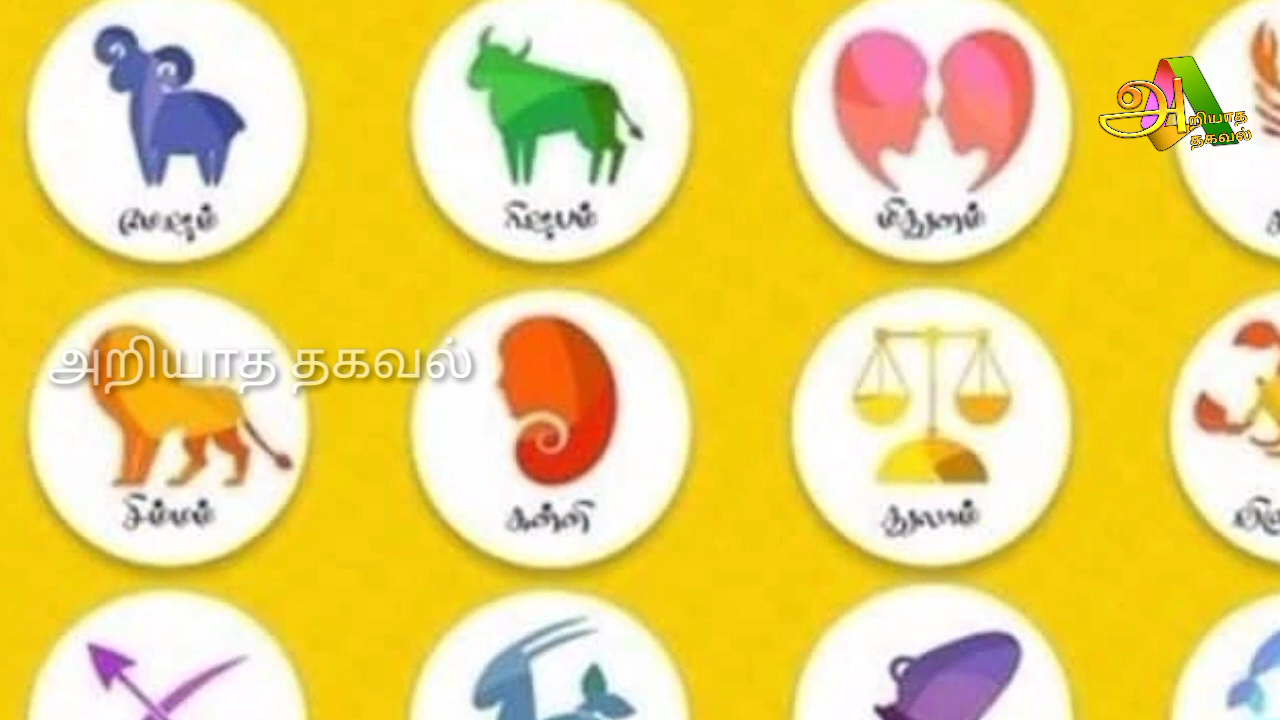 மேஷம்
ரிஷபம்
மிதுனம்
அறியாத
தகவல்
அறியாத தகவல்
சிம்மம்
கன்னி
துலாம்